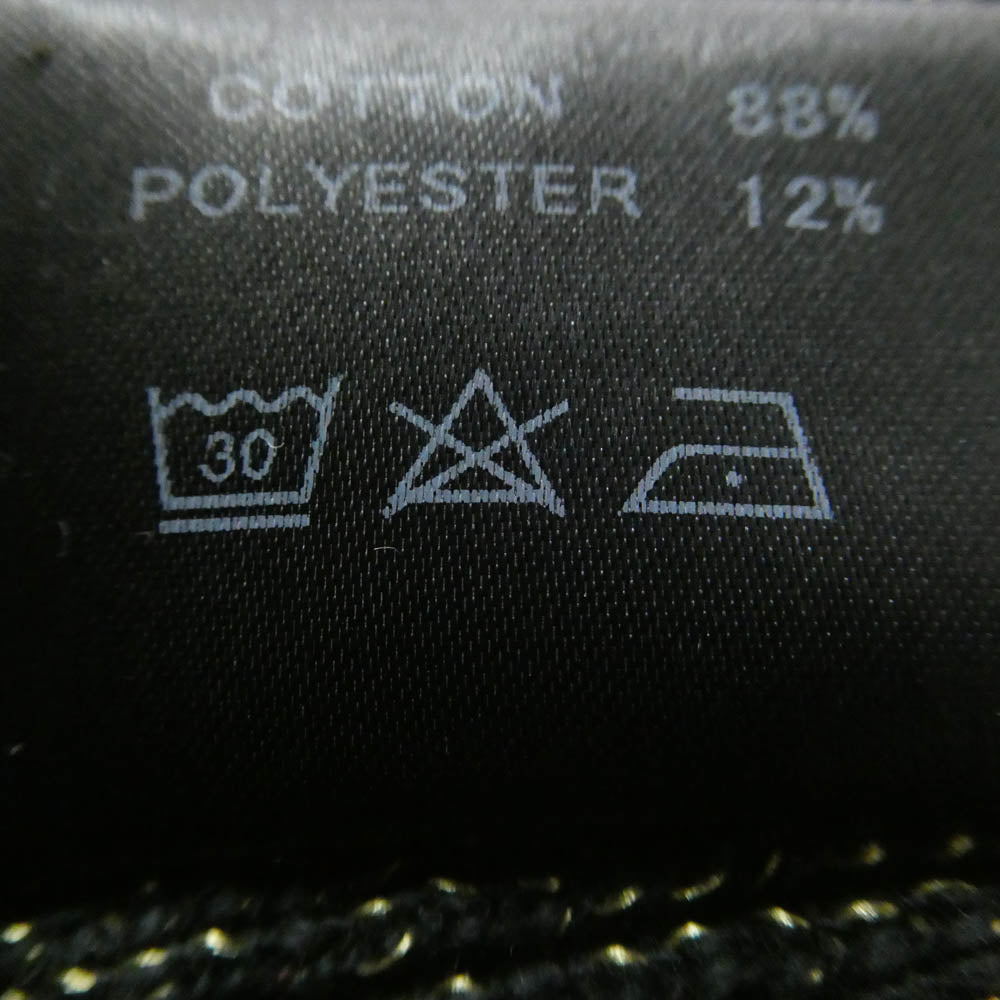 COTTON 88%
POLYESTER 12%
30